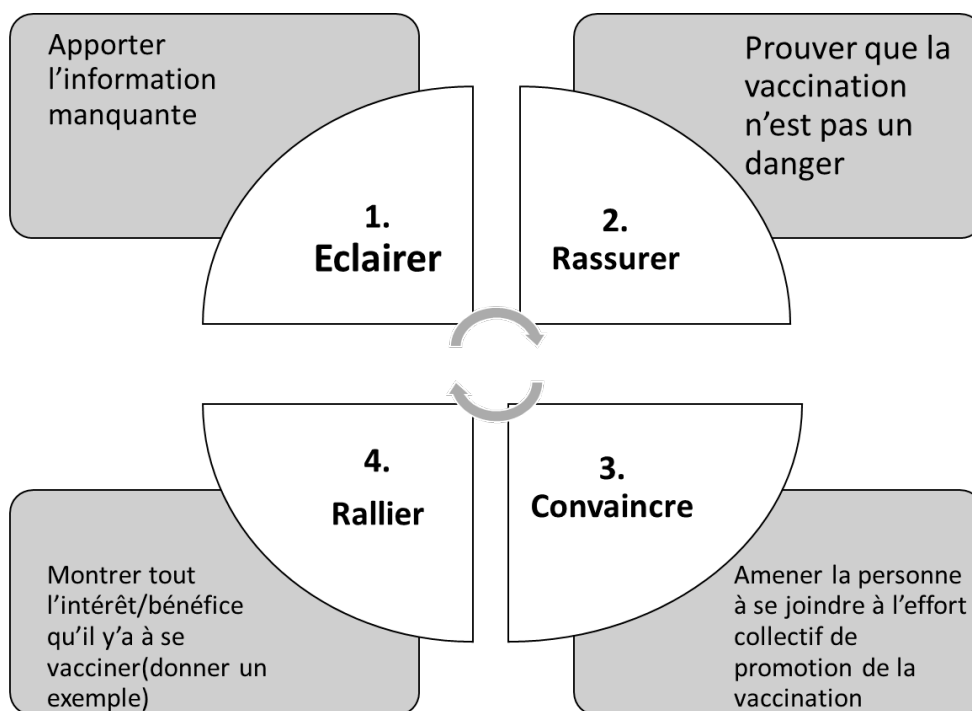 Apporter
l’information
manquante
1.
Eclairer
Prouver que la
vaccination
n’est pas un
danger
2.
Rassurer
3.
Convaincre
Amener la personne
à se joindre à l’effort
collectif de
promotion de la
vaccination
4.
Rallier
Montrer tout
l’intérêt/bénéfice
qu’il y’a à se
vacciner(donner un
exemple)